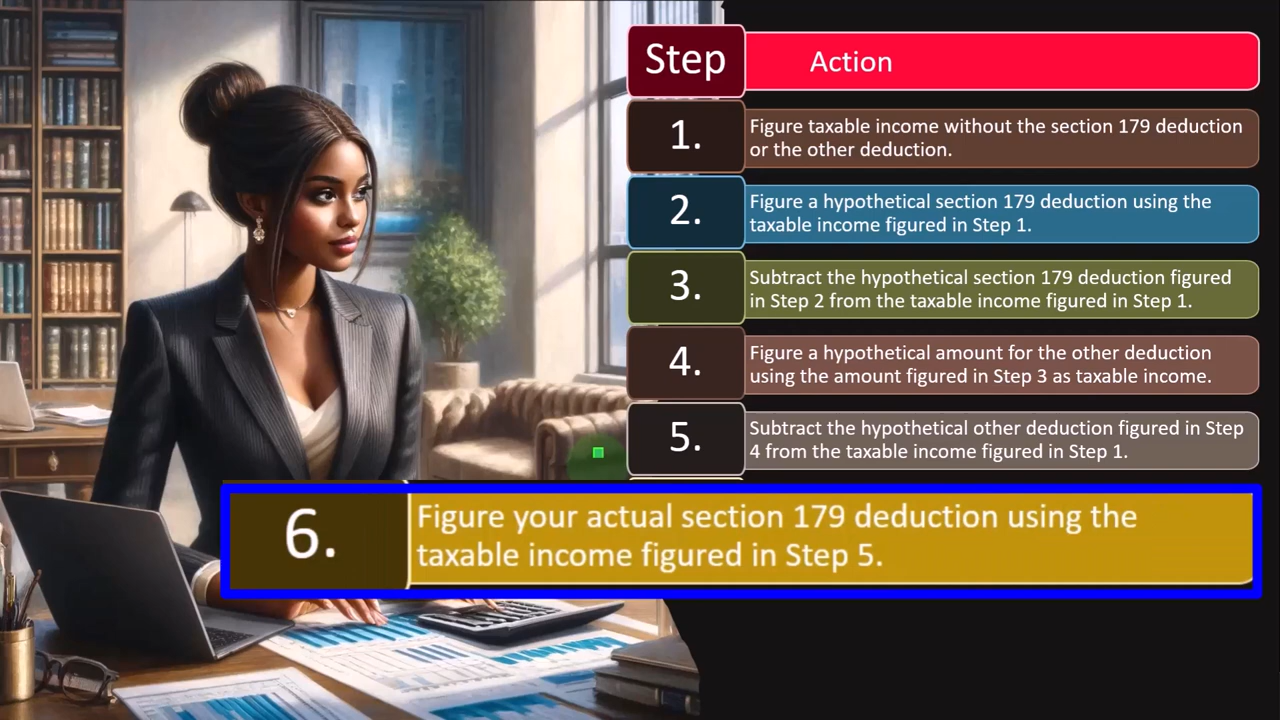 Step Action
1. Figure taxable income without the section 179 deduction
or the other deduction.
2. Figure a hypothetical section 179 deduction using the
taxable income figured in Step 1.
3. Subtract the hypothetical section 179 deduction figured
in Step 2 from the taxable income figured in Step 1.
4. Figure a hypothetical amount for the other deduction
using the amount figured in Step 3 as taxable income.
5. Subtract the hypothetical other deduction figured in Step
4 from the taxable income figured in Step 1.
6. Figure your actual section 179 deduction using the
taxable income figured in Step 5.